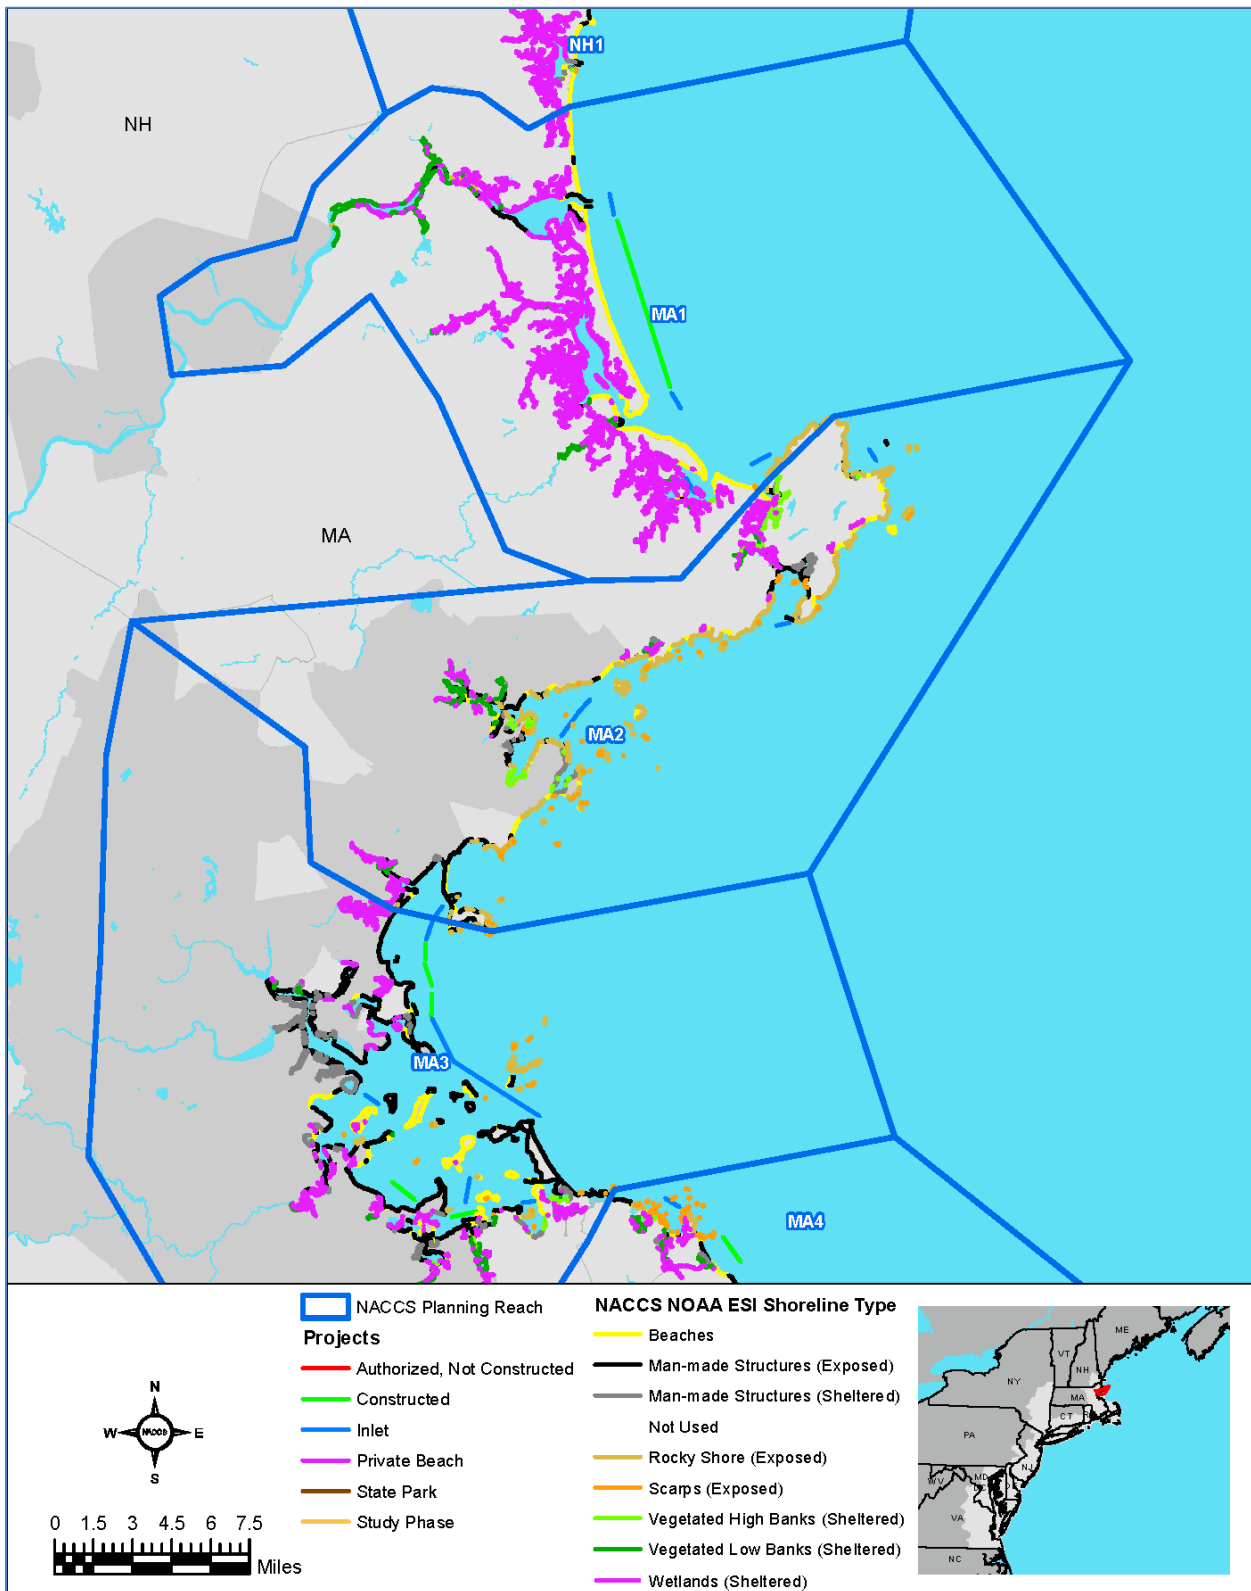 NH1
NH
MA1
MA
MA2
MA3
MA4
NACCS Planning Reach
Projects
Authorized, Not Constructed
Constructed
Inlet
Private Beach
State Park
Study Phase
NACCS NOAA ESI Shoreline Type
Beaches
Man-made Structures (Exposed)
Man-made Structures (Sheltered)
Not Used
Rocky Shore (Exposed)
Scarps (Exposed)
Vegetated High Banks (Sheltered)
Vegetated Low Banks (Sheltered)
Wetlands (Sheltered)
N
W NACCS E
S
0 1.5 3 4.5 6 7.5
Miles
ME
VT
NH
NY
MA
CT
PA
NJ
MD
WV
VA
NC